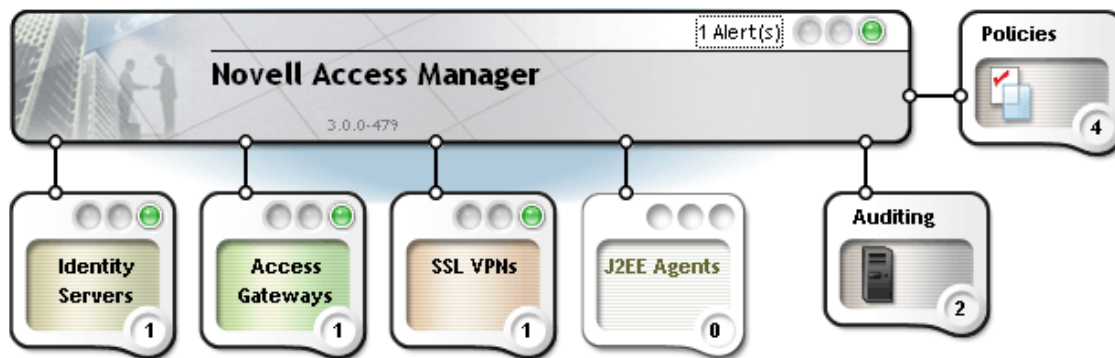 1 Alert(s)
Novell Access Manager
3.0.0-479
Policies
4
Identity
Servers
1
Access
Gateways
1
SSL VPNs
1
J2EE Agents
0
Auditing
2